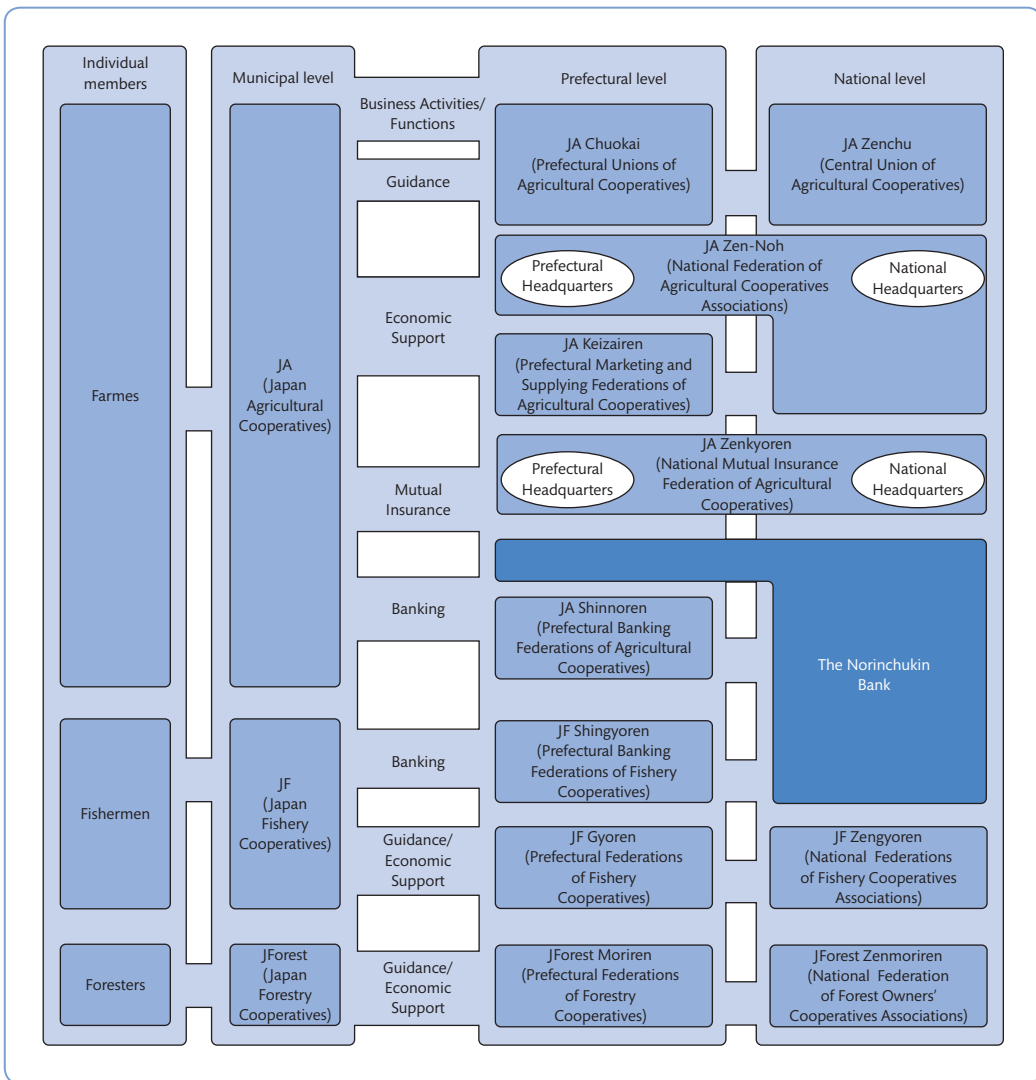 Individual
members
Farmes
Fishermen
Foresters
Municipal level
JA
(Japan
Agricultural
Cooperatives)
JF
(Japan
Fishery
Cooperatives)
JForest
(Japan
Forestry
Cooperatives)
Business Activities/
Functions
Guidance
Economic
Support
Mutual
Insurance
Banking
Banking
Guidance/
Economic
Support
Guidance/
Economic
Support
Prefectural level
National level
JA Chuokai
(Prefectural Unions of
Agricultural Cooperatives)
JA Zenchu
(Central Union of
Agricultural Cooperatives)
Prefectural
Headquarters
JA Zen-Noh
(National Federation of
Agricultural Cooperatives
Associations)
National
Headquarters
JA Keizairen
(Prefectural Marketing and
Supplying Federations of
Agricultural Cooperatives)
Prefectural
Headquarters
JA Zenkyoren
(National Mutual Insurance
Federation of Agricultural
Cooperatives)
National
Headquarters
JA Shinnoren
(Prefectural Banking
Federations of Agricultural
Cooperatives)
The Norinchukin
Bank
JF Shingyoren
(Prefectural Banking
Federations of Fishery
Cooperatives)
JF Gyoren
(Prefectural Federations
of Fishery
Cooperatives)
JF Zengyoren
(National Federations
of Fishery Cooperatives
Associations)
JForest Moriren
(Prefectural Federations
of Forestry
Cooperatives)
JForest Zenmoriren
(National Federation
of Forest Owners'
Cooperatives Associations)